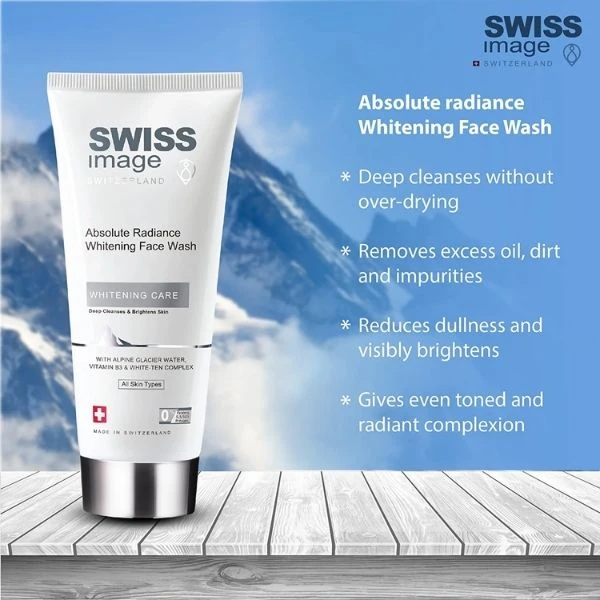 SWISS
image
SWITZERLAND
Absolute radiance
Whitening Face Wash
* Deep cleanses without
over-drying
* Removes excess oil, dirt
and impurities
* Reduces dullness and
visibly brightens
* Gives even toned and
radiant complexion
SWISS
image
SWITZERLAND
Absolute Radiance
Whitening Face Wash
WHITENING CARE
Deep-Cleanses & Brightens Skin
WITH ALPINE GLACIER WATER,
VITAMIN B3 & WHITE-TEN COMPLEX
All Skin Types
MADE IN SWITZERLAND